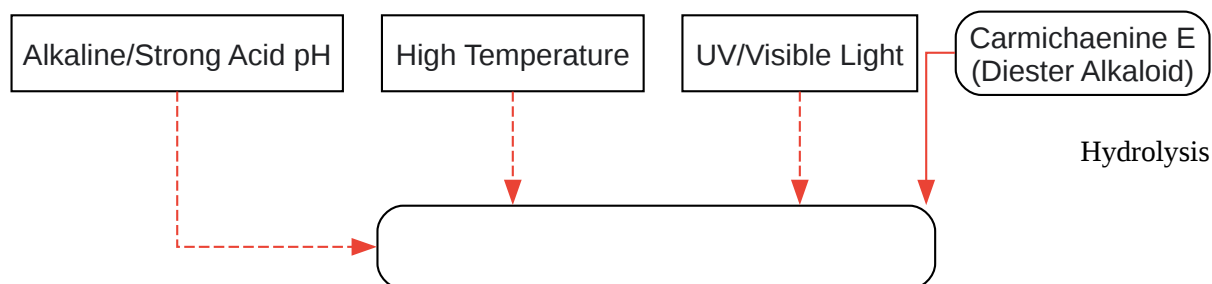 Alkaline/Strong Acid pH
High Temperature
UV/Visible Light
Carmichaenine E
(Diester Alkaloid)
Hydrolysis